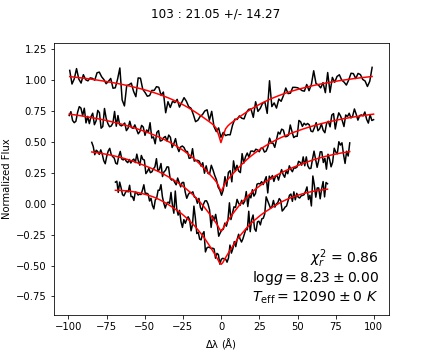 103 : 21.05 +/- 14.27
1.25
1.00
0.75
0.50
0.25
0.00
−0.25
−0.50
−0.75
Normalized Flux
χ²ᵣ = 0.86
log g = 8.23 ± 0.00
T_eff = 12090 ± 0 K
−100 −75 −50 −25 0 25 50 75 100
Δλ (Å)